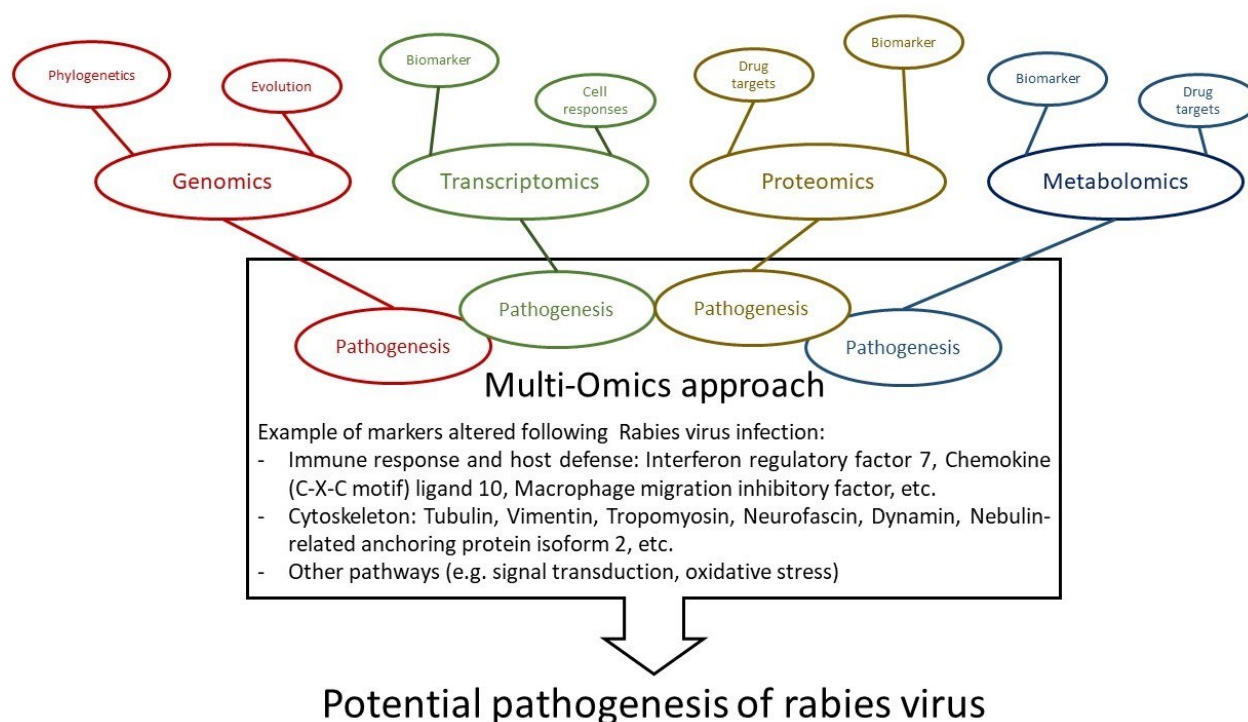 Phylogenetics
Evolution
Biomarker
Cell
responses
Drug
targets
Biomarker
Biomarker
Drug
targets
Genomics
Transcriptomics
Proteomics
Metabolomics
Pathogenesis
Pathogenesis
Pathogenesis
Pathogenesis
Multi-Omics approach
Example of markers altered following Rabies virus infection:
- Immune response and host defense: Interferon regulatory factor 7, Chemokine
(C-X-C motif) ligand 10, Macrophage migration inhibitory factor, etc.
- Cytoskeleton: Tubulin, Vimentin, Tropomyosin, Neurofascin, Dynamin, Nebulin-
related anchoring protein isoform 2, etc.
- Other pathways (e.g. signal transduction, oxidative stress)
Potential pathogenesis of rabies virus